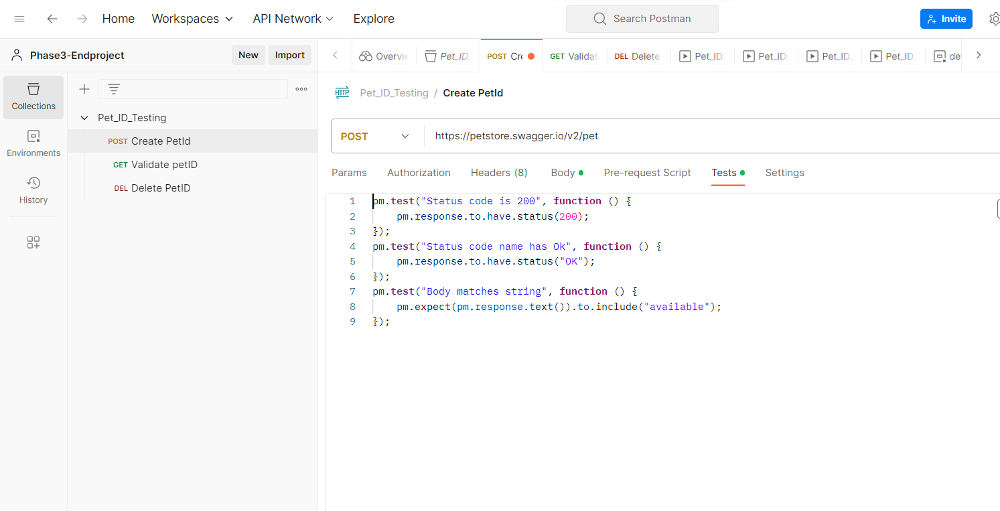 Home Workspaces API Network Explore Search Postman Invite
Phase3-Endproject New Import
Overvie Pet_ID_ POST Cre GET Validat DEL Delete Pet_ID_ Pet_ID_ Pet_ID_ Pet_ID_ de
Collections
Environments
History
Pet_ID_Testing
POST Create PetId
GET Validate petID
DEL Delete PetID
HTTP Pet_ID_Testing / Create PetId
POST https://petstore.swagger.io/v2/pet
Params Authorization Headers (8) Body Pre-request Script Tests Settings
1 pm.test("Status code is 200", function () {
2 pm.response.to.have.status(200);
3 });
4 pm.test("Status code name has Ok", function () {
5 pm.response.to.have.status("OK");
6 });
7 pm.test("Body matches string", function () {
8 pm.expect(pm.response.text()).to.include("available");
9 });